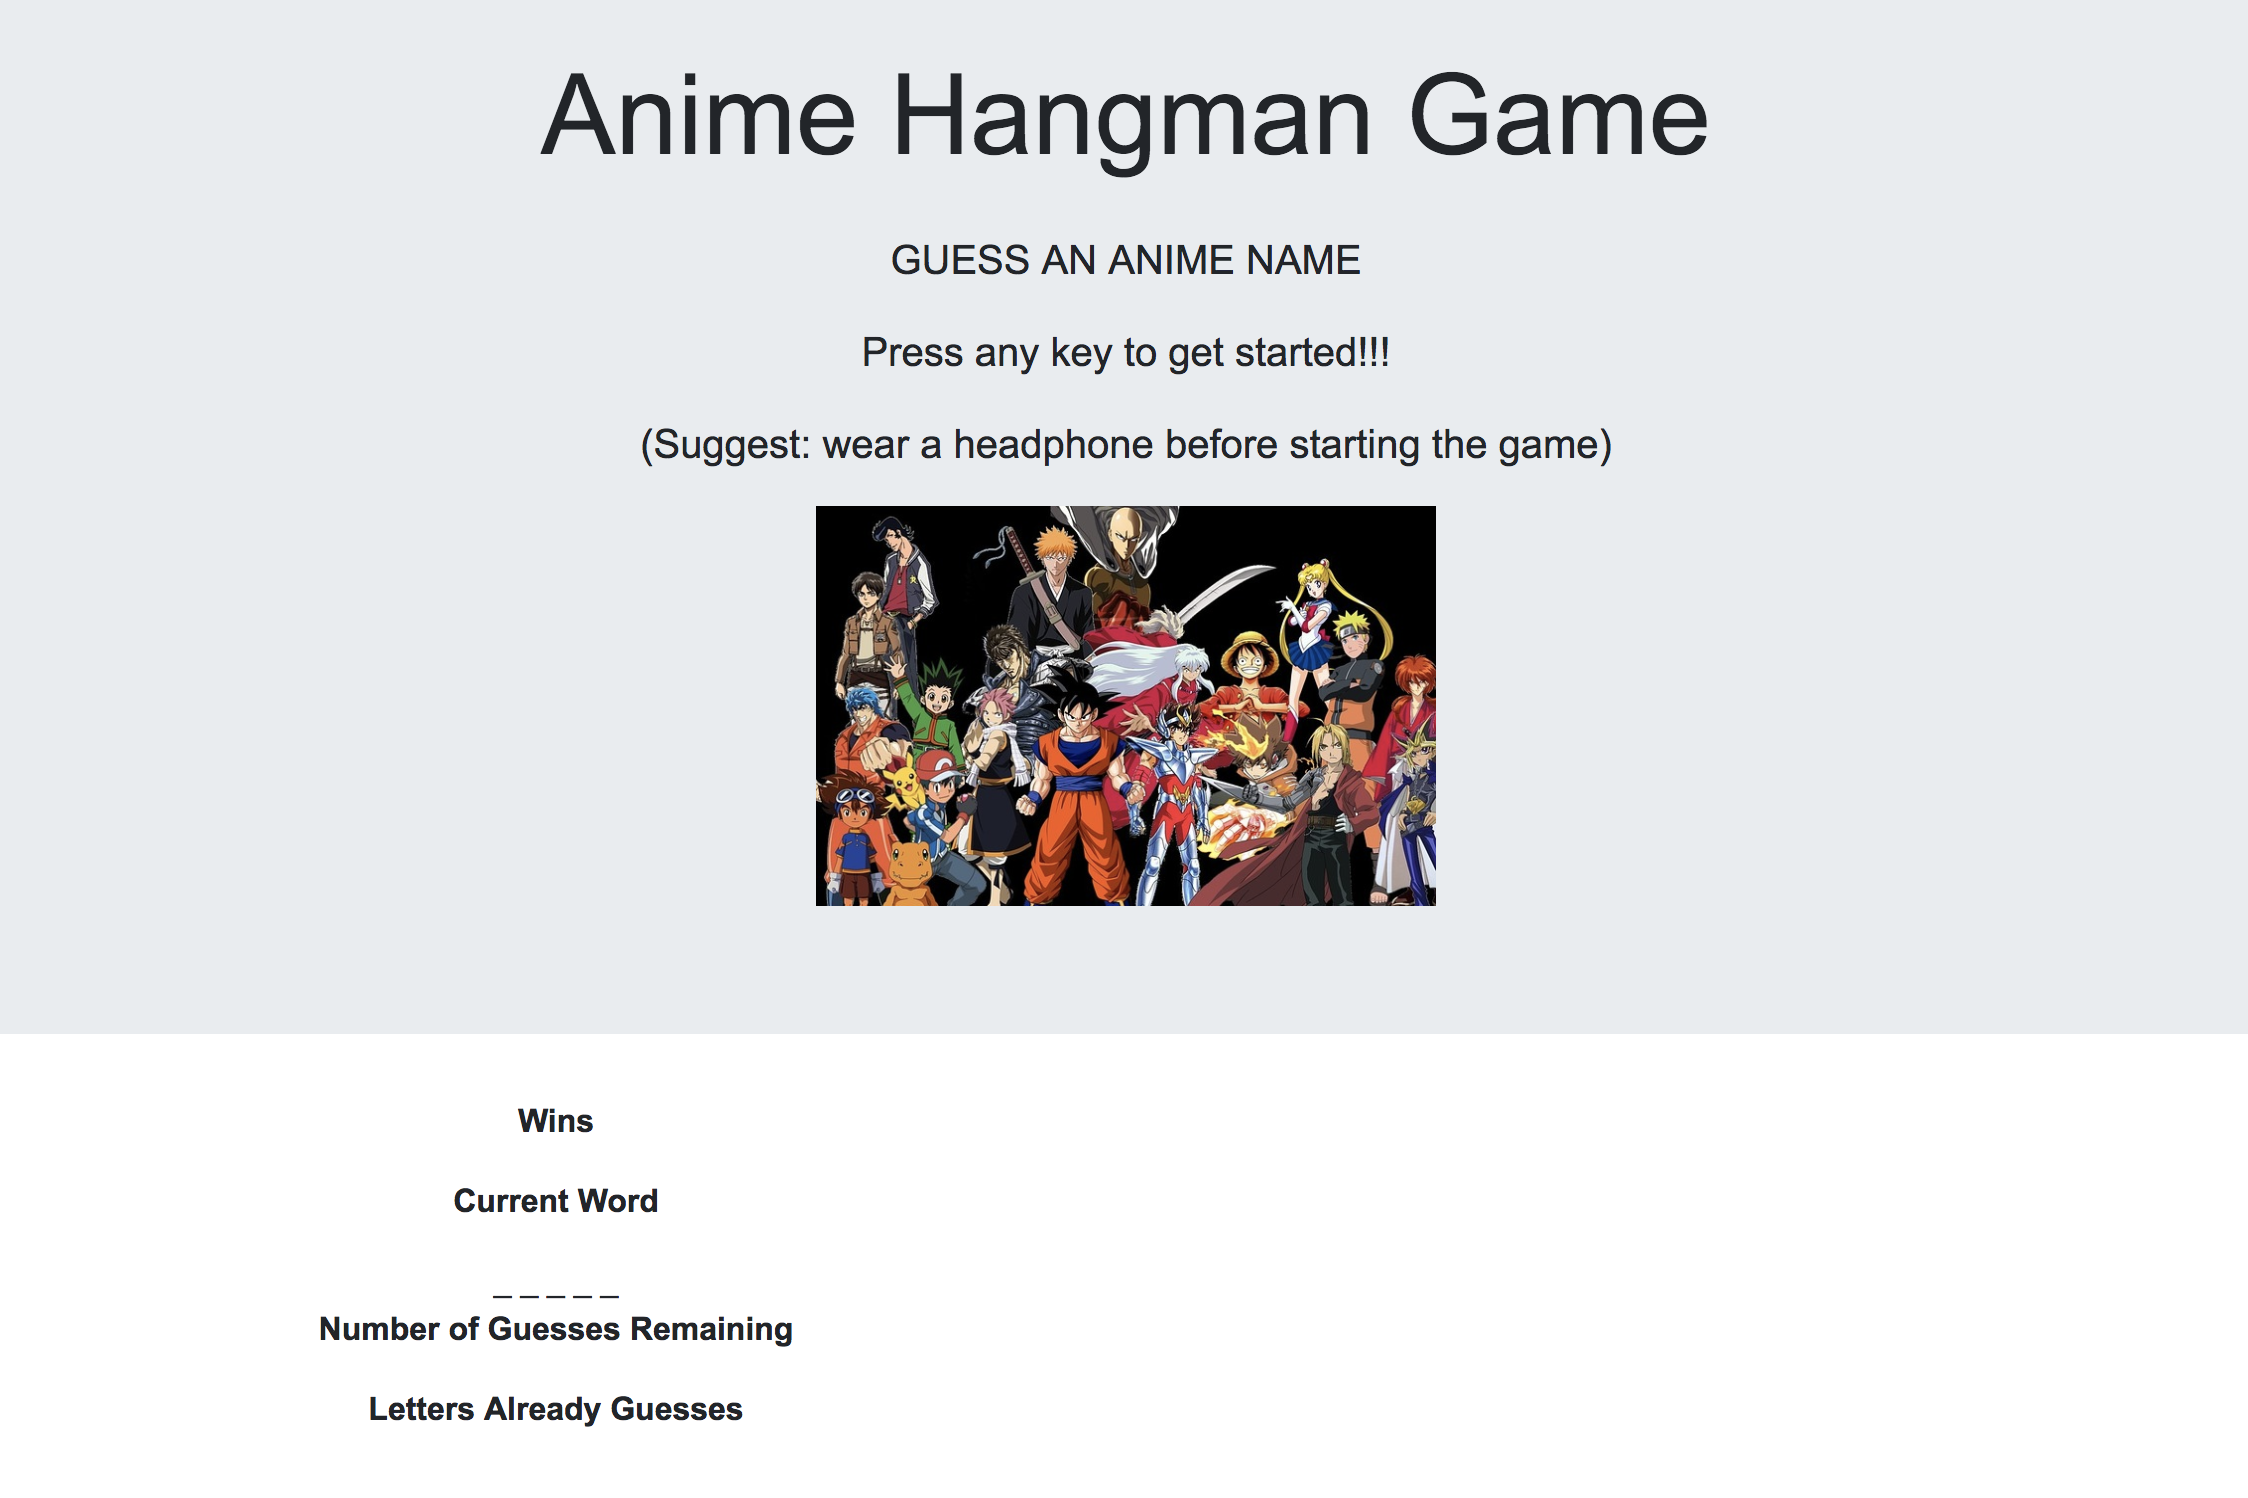 Anime Hangman Game
GUESS AN ANIME NAME
Press any key to get started!!!
(Suggest: wear a headphone before starting the game)
Wins
Current Word
_ _ _ _ _
Number of Guesses Remaining
Letters Already Guesses